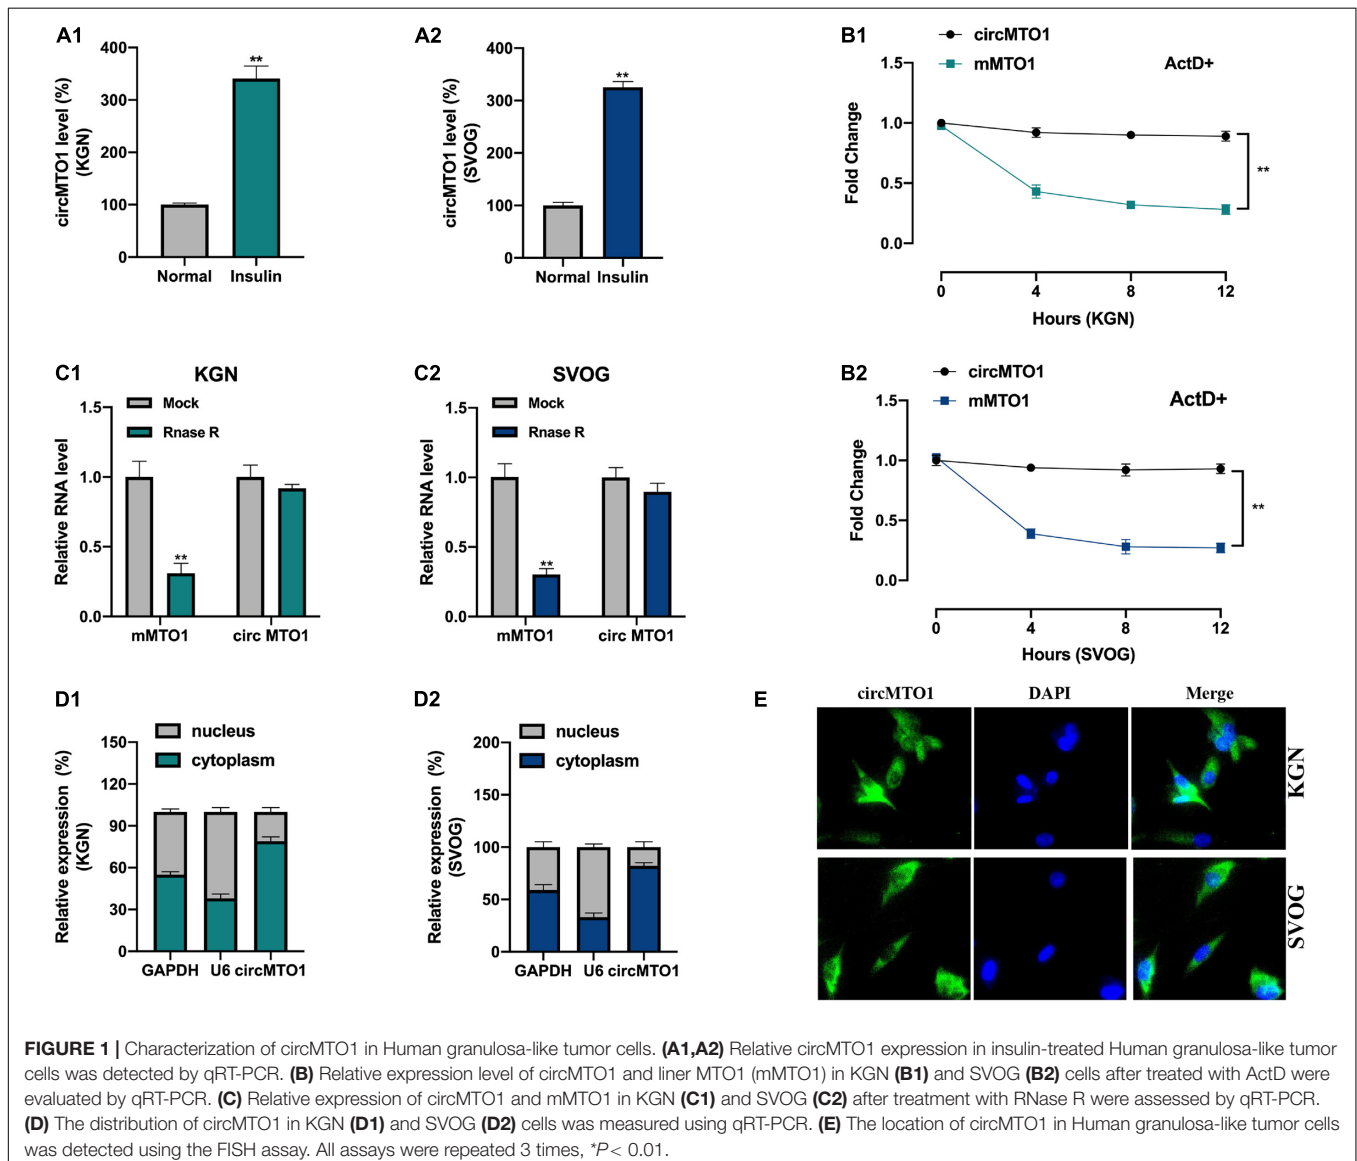 A1
400
300
200
100
0
circMTO1 level (%)
(KGN)
**
Normal Insulin
A2
400
300
200
100
0
circMTO1 level (%)
(SVOG)
**
Normal Insulin
B1
circMTO1
mMTO1
ActD+
1.5
1.0
0.5
0.0
Fold Change
**
0 4 8 12
Hours (KGN)
C1
KGN
Mock
Rnase R
1.5
1.0
0.5
0.0
Relative RNA level
**
mMTO1 circ MTO1
C2
SVOG
Mock
Rnase R
1.5
1.0
0.5
0.0
Relative RNA level
**
mMTO1 circ MTO1
B2
circMTO1
mMTO1
ActD+
1.5
1.0
0.5
0.0
Fold Change
**
0 4 8 12
Hours (SVOG)
D1
nucleus
cytoplasm
150
120
90
60
30
0
Relative expression (%)
(KGN)
GAPDH U6 circMTO1
D2
nucleus
cytoplasm
200
150
100
50
0
Relative expression (%)
(SVOG)
GAPDH U6 circMTO1
E
circMTO1 DAPI Merge
KGN
SVOG
FIGURE 1 | Characterization of circMTO1 in Human granulosa-like tumor cells. (A1,A2) Relative circMTO1 expression in insulin-treated Human granulosa-like tumor
cells was detected by qRT-PCR. (B) Relative expression level of circMTO1 and liner MTO1 (mMTO1) in KGN (B1) and SVOG (B2) cells after treated with ActD were
evaluated by qRT-PCR. (C) Relative expression of circMTO1 and mMTO1 in KGN (C1) and SVOG (C2) after treatment with RNase R were assessed by qRT-PCR.
(D) The distribution of circMTO1 in KGN (D1) and SVOG (D2) cells was measured using qRT-PCR. (E) The location of circMTO1 in Human granulosa-like tumor cells
was detected using the FISH assay. All assays were repeated 3 times, *P< 0.01.